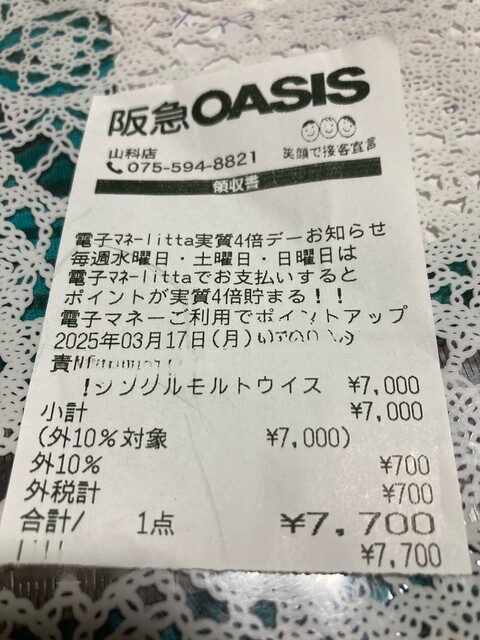 阪急OASIS
山科店
075-594-8821
笑顔で接客宣言
領収書
電子ﾏﾈｰlitta実質4倍デーお知らせ
毎週水曜日・土曜日・日曜日は
電子ﾏﾈｰlittaでお支払いすると
ポイントが実質4倍貯まる!!
電子マネーご利用でポイントアップ
2025年03月17日(月)
責
!シングルモルトウイス ¥7,000
小計 ¥7,000
(外10%対象 ¥7,000)
外10% ¥700
外税計 ¥700
合計/ 1点 ¥7,700
¥7,700